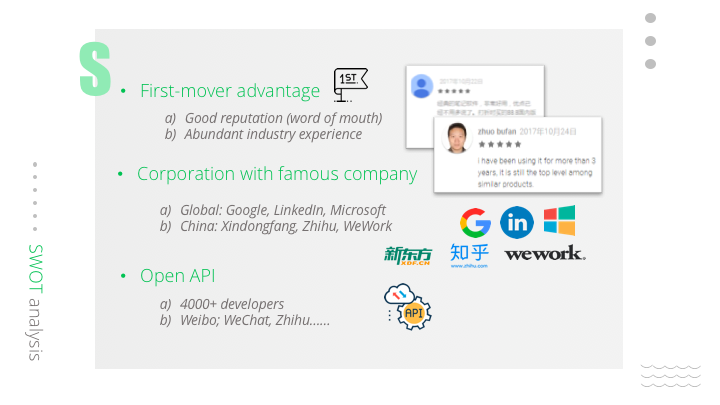 S
1ST
• First-mover advantage
a) Good reputation (word of mouth)
b) Abundant industry experience
2017年10月24日
zhuo bufan 2017年10月24日
★★★★★
i have been using it for more than 3
years, it is still the top level among
similar products.
• Corporation with famous company
a) Global: Google, LinkedIn, Microsoft
b) China: Xindongfang, Zhihu, WeWork
G
in
新东方
XDF.CN
知乎
www.zhihu.com
wework.
• Open API
a) 4000+ developers
b) Weibo; WeChat, Zhihu......
API
SWOT analysis